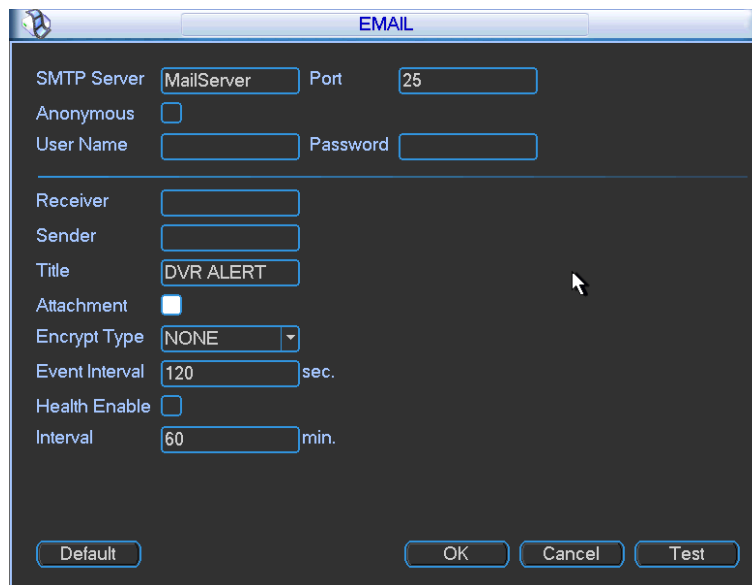 EMAIL
SMTP Server MailServer Port 25
Anonymous
User Name Password
Receiver
Sender
Title DVR ALERT
Attachment
Encrypt Type NONE
Event Interval 120 sec.
Health Enable
Interval 60 min.
Default OK Cancel Test